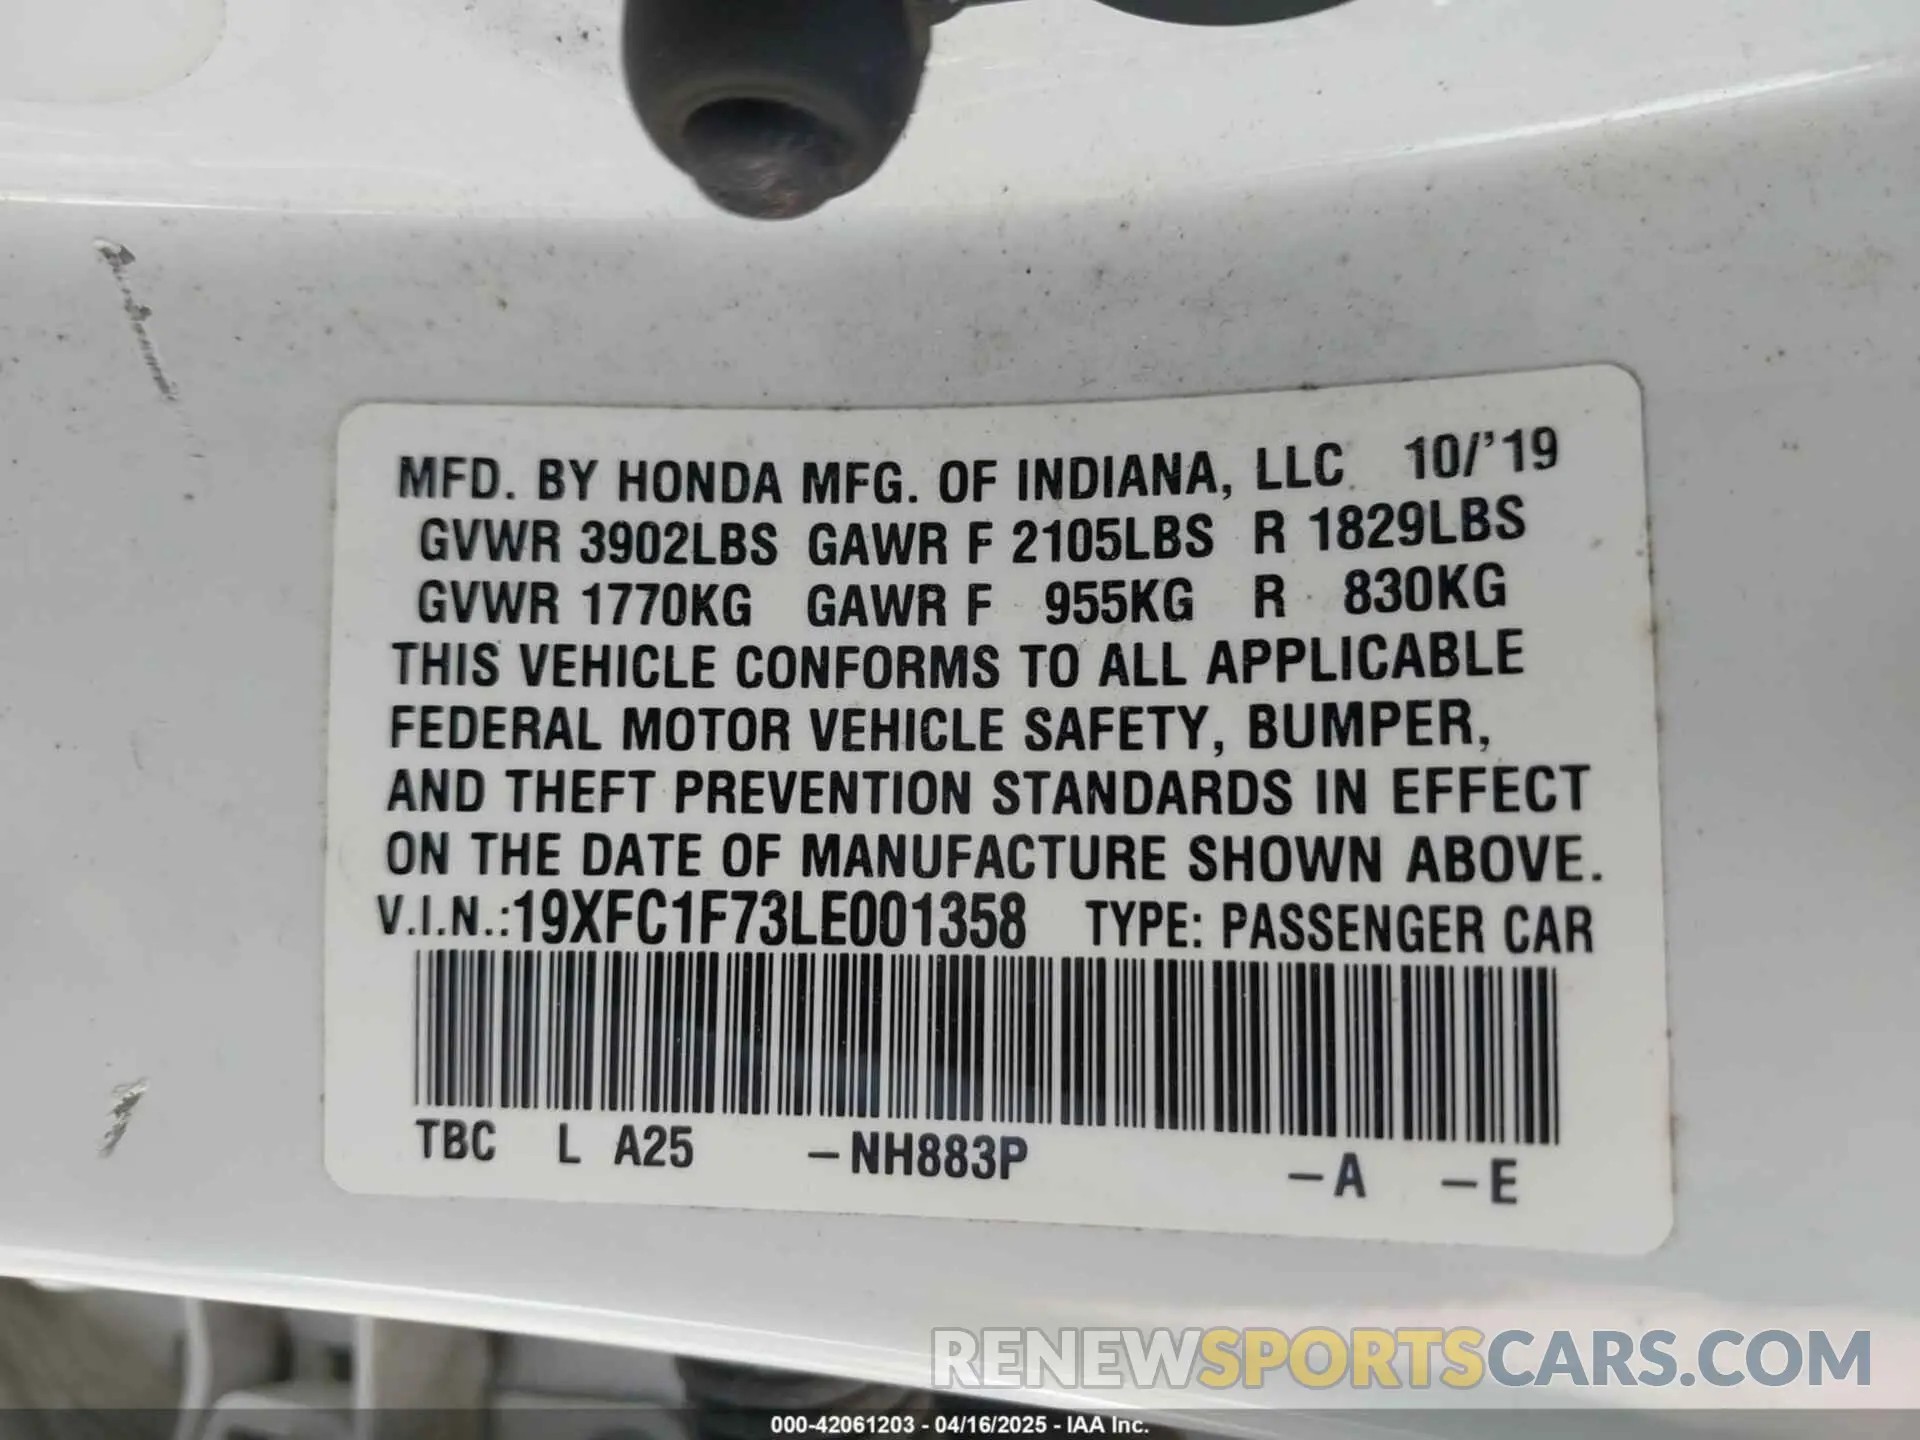 MFD. BY HONDA MFG. OF INDIANA, LLC. 10/'19
GVWR 3902LBS GAWR F 2105LBS R 1829LBS
GVWR 1770KG GAWR F 955KG R 830KG
THIS VEHICLE CONFORMS TO ALL APPLICABLE
FEDERAL MOTOR VEHICLE SAFETY, BUMPER,
AND THEFT PREVENTION STANDARDS IN EFFECT
ON THE DATE OF MANUFACTURE SHOWN ABOVE.
V.I.N.:19XFC1F73LE001358 TYPE: PASSENGER CAR
TBC L A25 –NH883P –A –E
RENEWSPORTSCARS.COM
000-42061203 - 04/16/2025 - IAA Inc.